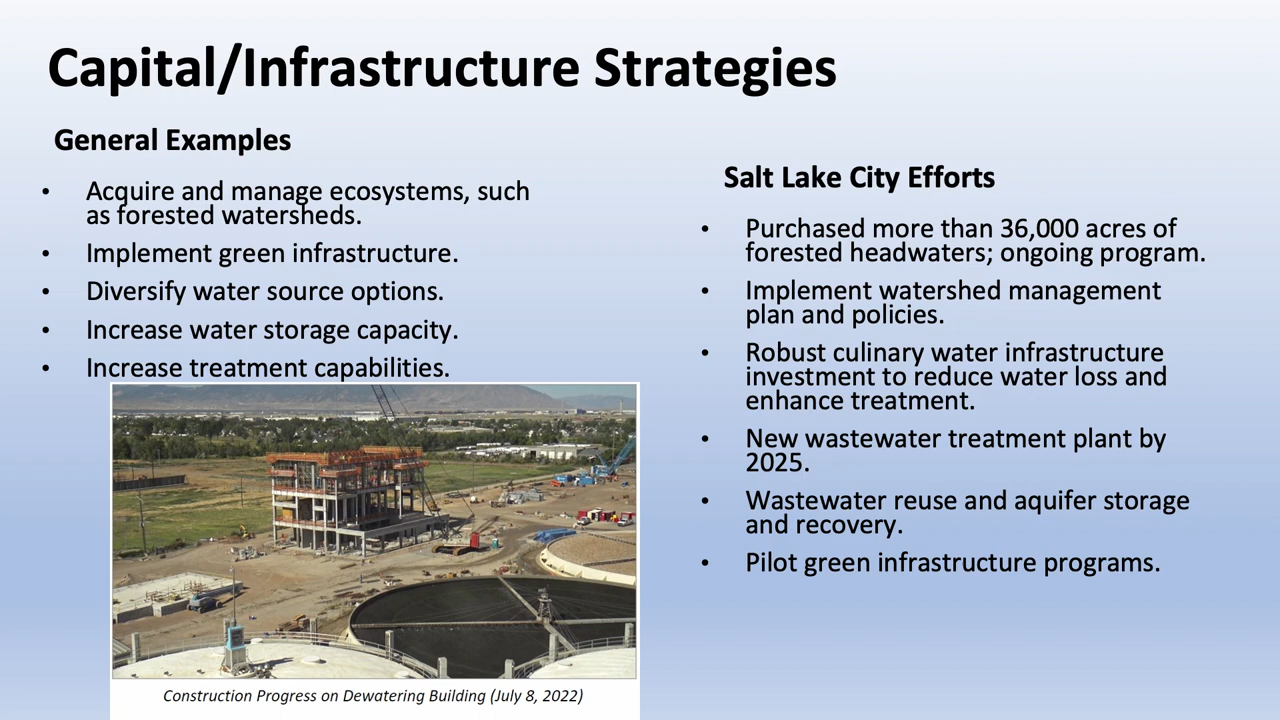 Capital/Infrastructure Strategies
General Examples
• Acquire and manage ecosystems, such
as forested watersheds.
• Implement green infrastructure.
• Diversify water source options.
• Increase water storage capacity.
• Increase treatment capabilities.
Construction Progress on Dewatering Building (July 8, 2022)
Salt Lake City Efforts
• Purchased more than 36,000 acres of
forested headwaters; ongoing program.
• Implement watershed management
plan and policies.
• Robust culinary water infrastructure
investment to reduce water loss and
enhance treatment.
• New wastewater treatment plant by
2025.
• Wastewater reuse and aquifer storage
and recovery.
• Pilot green infrastructure programs.